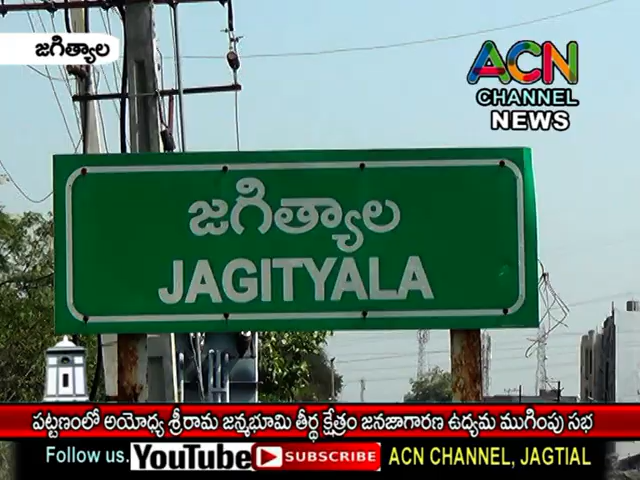 జగిత్యాల
ACN
CHANNEL
NEWS
జగిత్యాల
JAGITYALA
పట్టణంలో అయోధ్య శ్రీరామ జన్మభూమి తీర్థ క్షేత్రం జనజాగారణ ఉద్యమ ముగింపు సభ
Follow us. YouTube SUBSCRIBE ACN CHANNEL, JAGTIAL